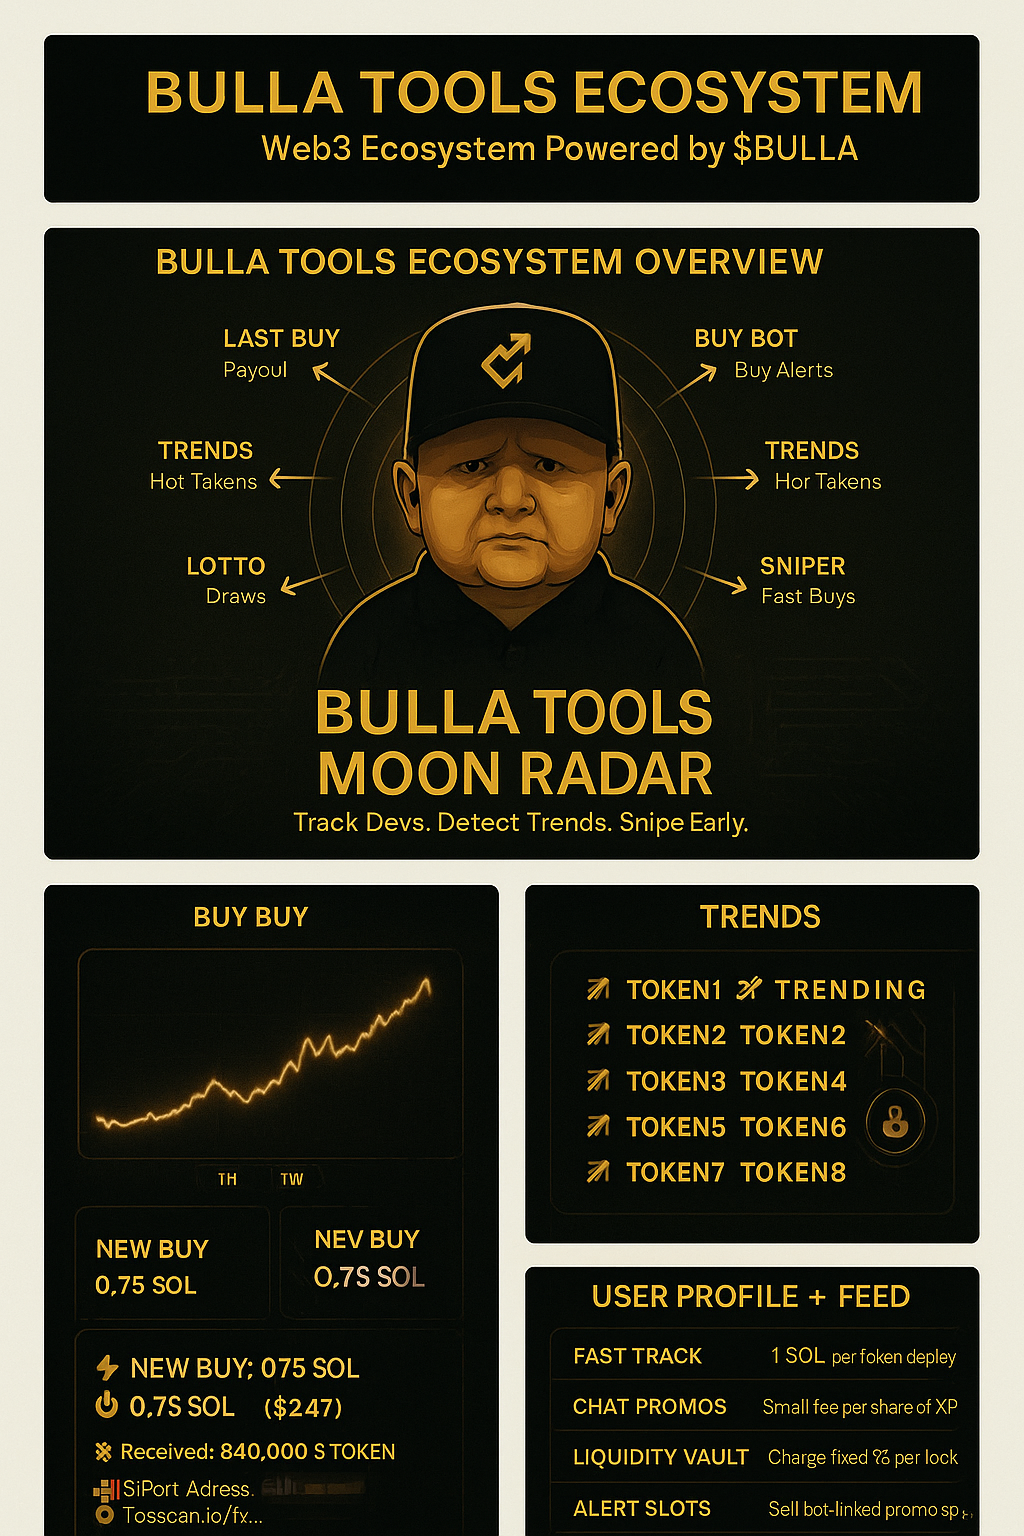 BULLA TOOLS ECOSYSTEM
Web3 Ecosystem Powered by $BULLA
BULLA TOOLS ECOSYSTEM OVERVIEW
LAST BUY
Payoul
TRENDS
Hot Takens
LOTTO
Draws
BUY BOT
Buy Alerts
TRENDS
Hor Takens
SNIPER
Fast Buys
BULLA TOOLS
MOON RADAR
Track Devs. Detect Trends. Snipe Early.
BUY BUY
TH TW
NEW BUY
0,75 SOL
NEV BUY
O,7S SOL
NEW BUY; 075 SOL
0,7S SOL ($247)
Received: 840,000 S TOKEN
SiPort Adress.
Tosscan.io/fx...
TRENDS
TOKEN1 TRENDING
TOKEN2 TOKEN2
TOKEN3 TOKEN4
TOKEN5 TOKEN6
TOKEN7 TOKEN8
USER PROFILE + FEED
FAST TRACK 1 SOL per foken depley
CHAT PROMOS Small fee per share of XP
LIQUIDITY VAULT Charge fixed % per lock
ALERT SLOTS Sell bot-linked promo sp